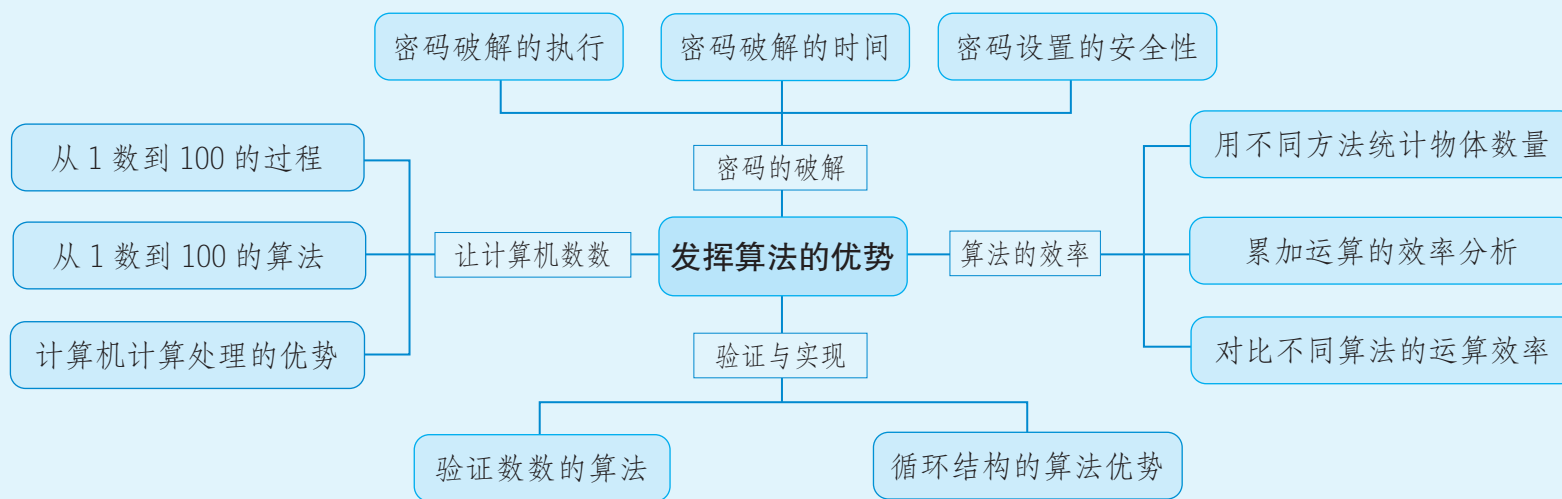 密码破解的执行
密码破解的时间
密码设置的安全性
从 1 数到 100 的过程
密码的破解
用不同方法统计物体数量
从 1 数到 100 的算法
让计算机数数
发挥算法的优势
算法的效率
累加运算的效率分析
计算机计算处理的优势
验证与实现
对比不同算法的运算效率
验证数数的算法
循环结构的算法优势